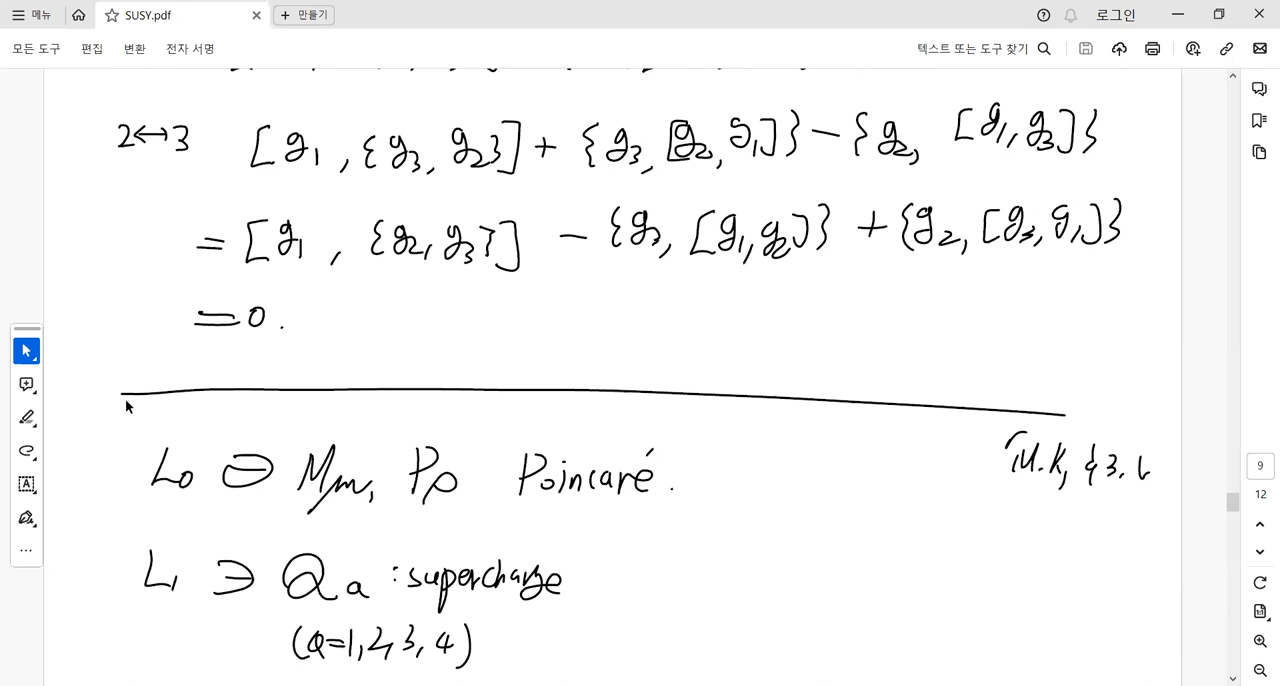 메뉴 SUSY.pdf 만들기 로그인
모든 도구 편집 변환 전자 서명 텍스트 또는 도구 찾기
2↔3 [g₁, {g₃, g₂}] + {g₃, [g₂, g₁]} − {g₂, [g₁, g₃]}
= [g₁, {g₂, g₃}] − {g₃, [g₁, g₂]} + {g₂, [g₃, g₁]}
= 0.
L₀ ∋ Mμν, Pρ Poincaré.
M.K, §3.1
L₁ ∋ Qa : supercharge
(a=1,2,3,4)
9
12